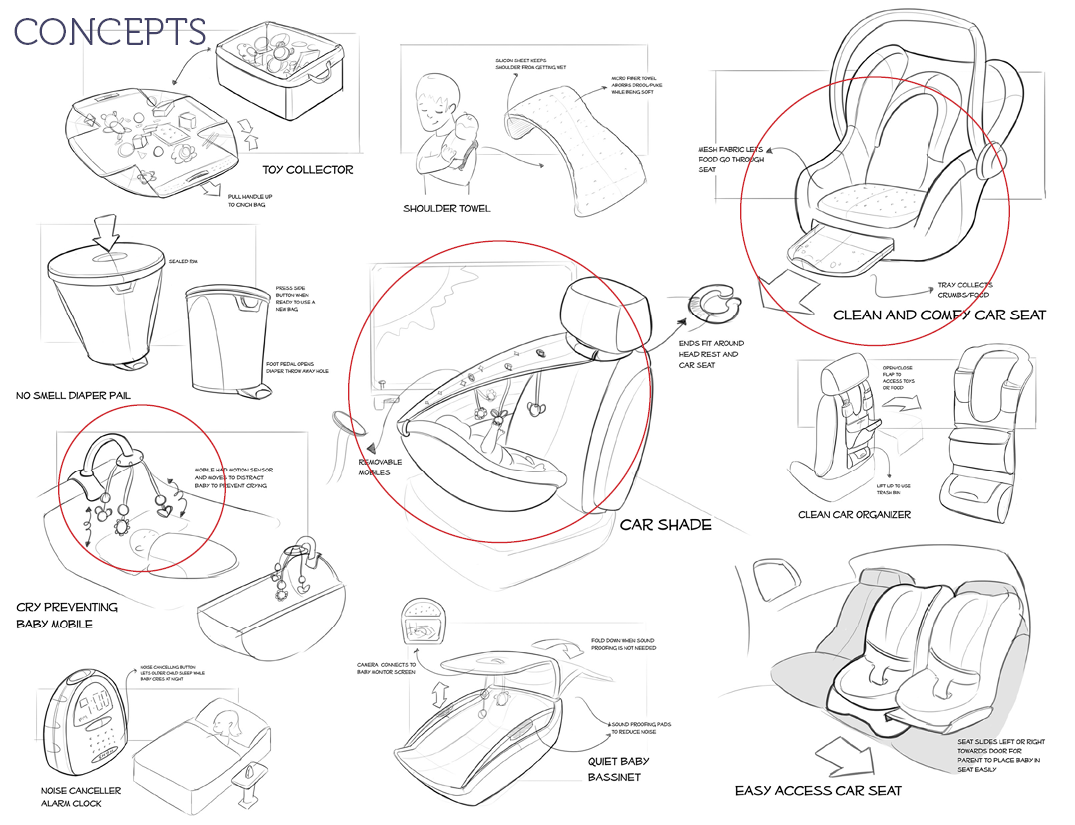 CONCEPTS
TOY COLLECTOR
PULL HANDLE UP
TO CINCH BAG
SILICON SHEET KEEPS
SHOULDER FROM GETTING WET
MICRO FIBER TOWEL
ABSORBS DROOL/PUKE
WHILE BEING SOFT
SHOULDER TOWEL
MESH FABRIC LETS
FOOD GO THROUGH
SEAT
TRAY COLLECTS
CRUMBS/FOOD
CLEAN AND COMFY CAR SEAT
SEALED RIM
PRESS SIDE
BUTTON WHEN
READY TO USE A
NEW BAG
FOOT PEDAL OPENS
DIAPER THROW AWAY HOLE
NO SMELL DIAPER PAIL
ENDS FIT AROUND
HEAD REST AND
CAR SEAT
REMOVABLE
MOBILES
CAR SHADE
OPEN/CLOSE
FLAP TO
ACCESS TOYS
OR FOOD
LIFT UP TO USE
TRASH BIN
CLEAN CAR ORGANIZER
MOBILE HAD MOTION SENSOR
AND MOVES TO DISTRACT
BABY TO PREVENT CRYING
CRY PREVENTING
BABY MOBILE
NOISE CANCELLING BUTTON
LETS OLDER CHILD SLEEP WHILE
BABY CRIES AT NIGHT
9:00
NOISE CANCELLER
ALARM CLOCK
FOLD DOWN WHEN SOUND
PROOFING IS NOT NEEDED
CAMERA CONNECTS TO
BABY MONITOR SCREEN
SOUND PROOFING PADS
TO REDUCE NOISE
QUIET BABY
BASSINET
SEAT SLIDES LEFT OR RIGHT
TOWARDS DOOR FOR
PARENT TO PLACE BABY IN
SEAT EASILY
EASY ACCESS CAR SEAT